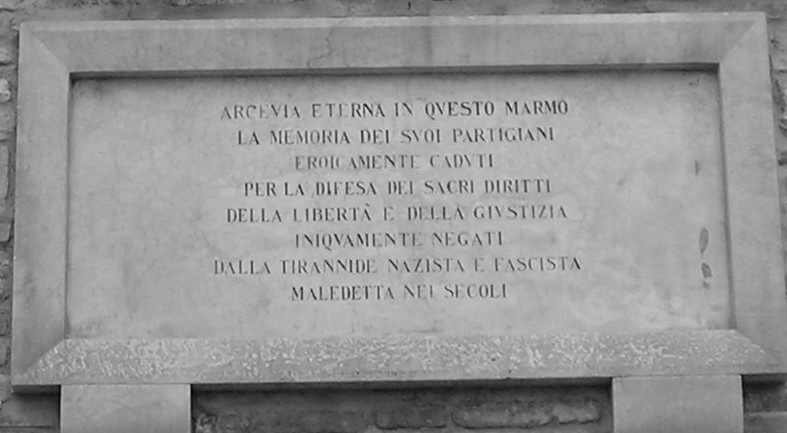 ARCEVIA ETERNA IN QVESTO MARMO
LA MEMORIA DEI SVOI PARTIGIANI
EROICAMENTE CADVTI
PER LA DIFESA DEI SACRI DIRITTI
DELLA LIBERTÀ E DELLA GIVSTIZIA
INIQVAMENTE NEGATI
DALLA TIRANNIDE NAZISTA E FASCISTA
MALEDETTA NEI SECOLI